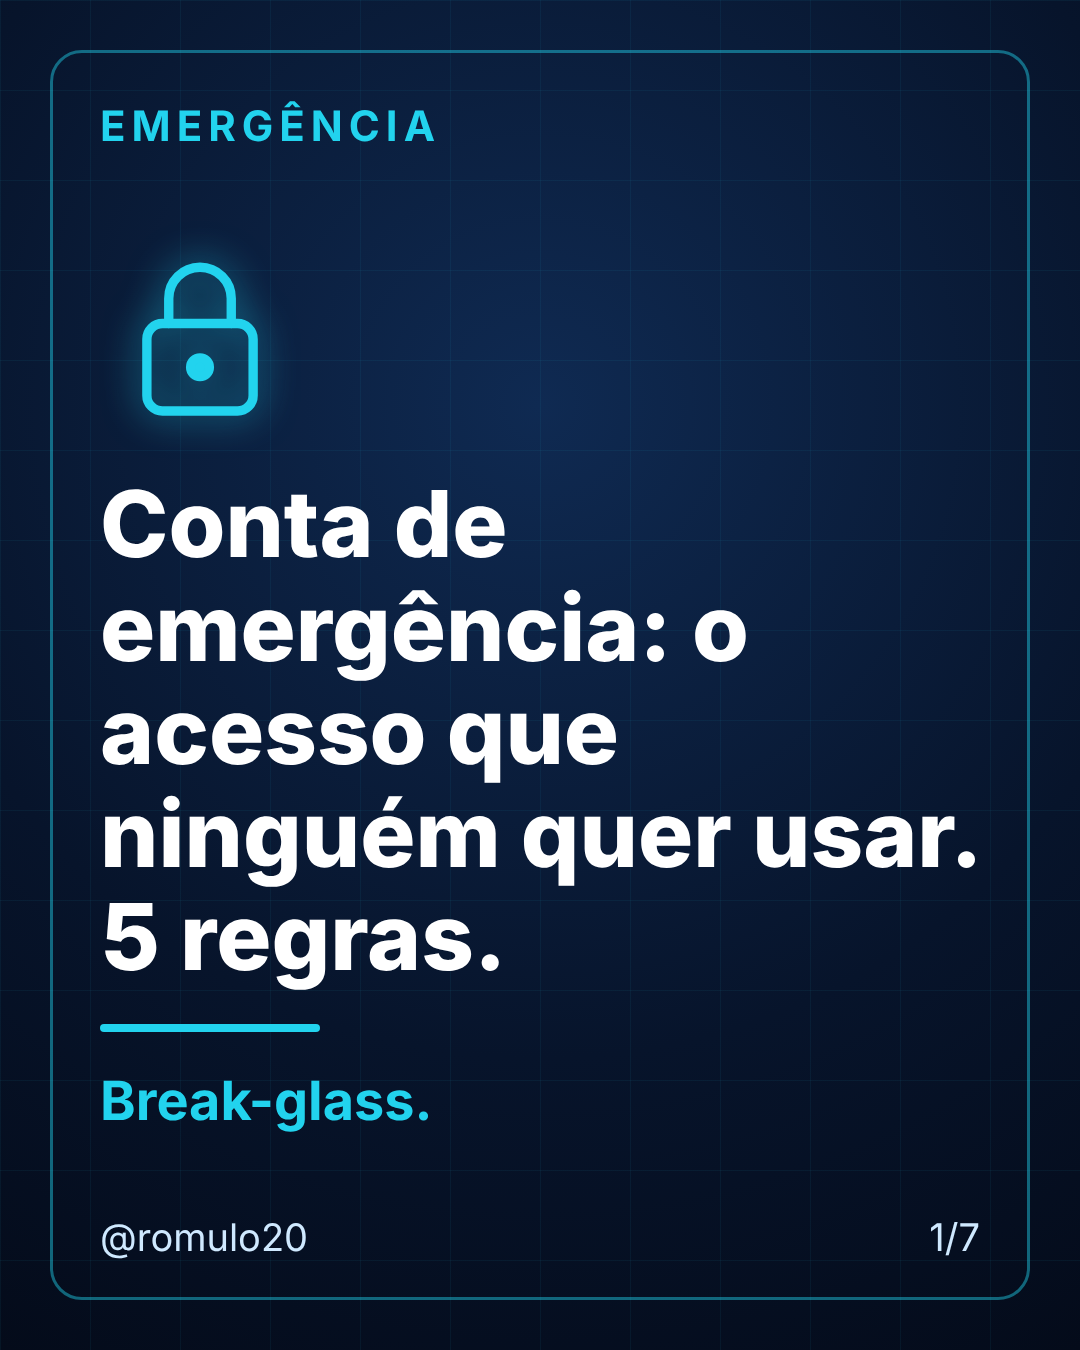 EMERGÊNCIA
Conta de
emergência: o
acesso que
ninguém quer usar.
5 regras.
Break-glass.
@romulo20
1/7